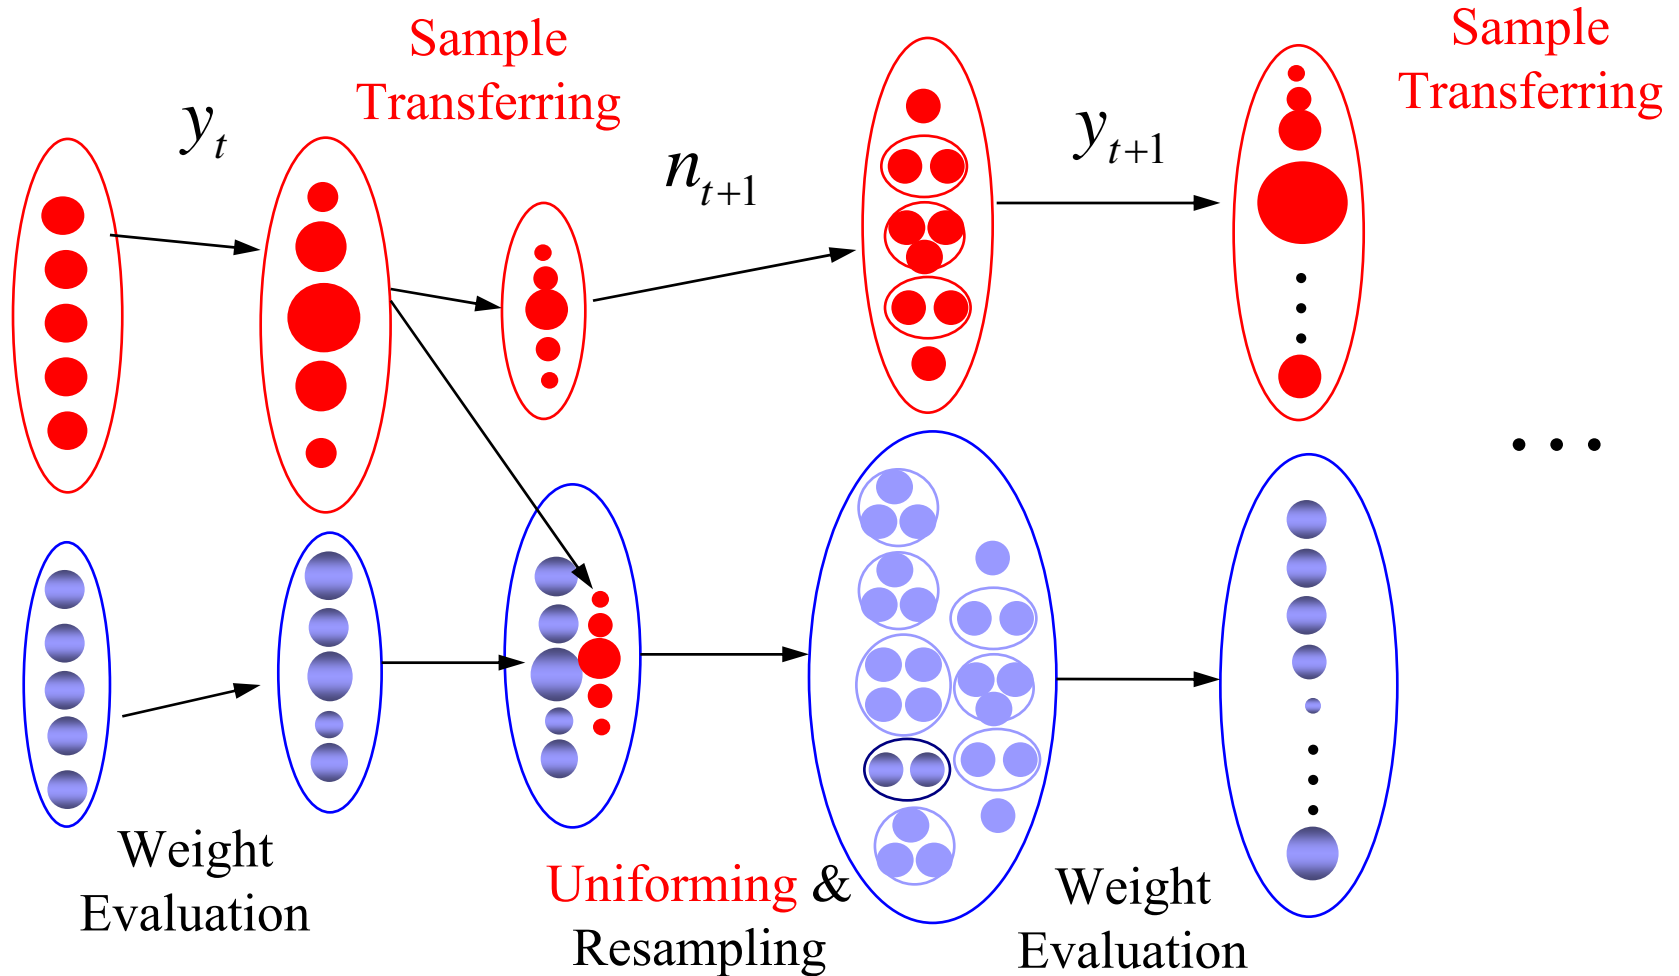 Sample
Transferring
Sample
Transferring
y_t
n_{t+1}
y_{t+1}
...
Weight
Evaluation
Uniforming &
Resampling
Weight
Evaluation